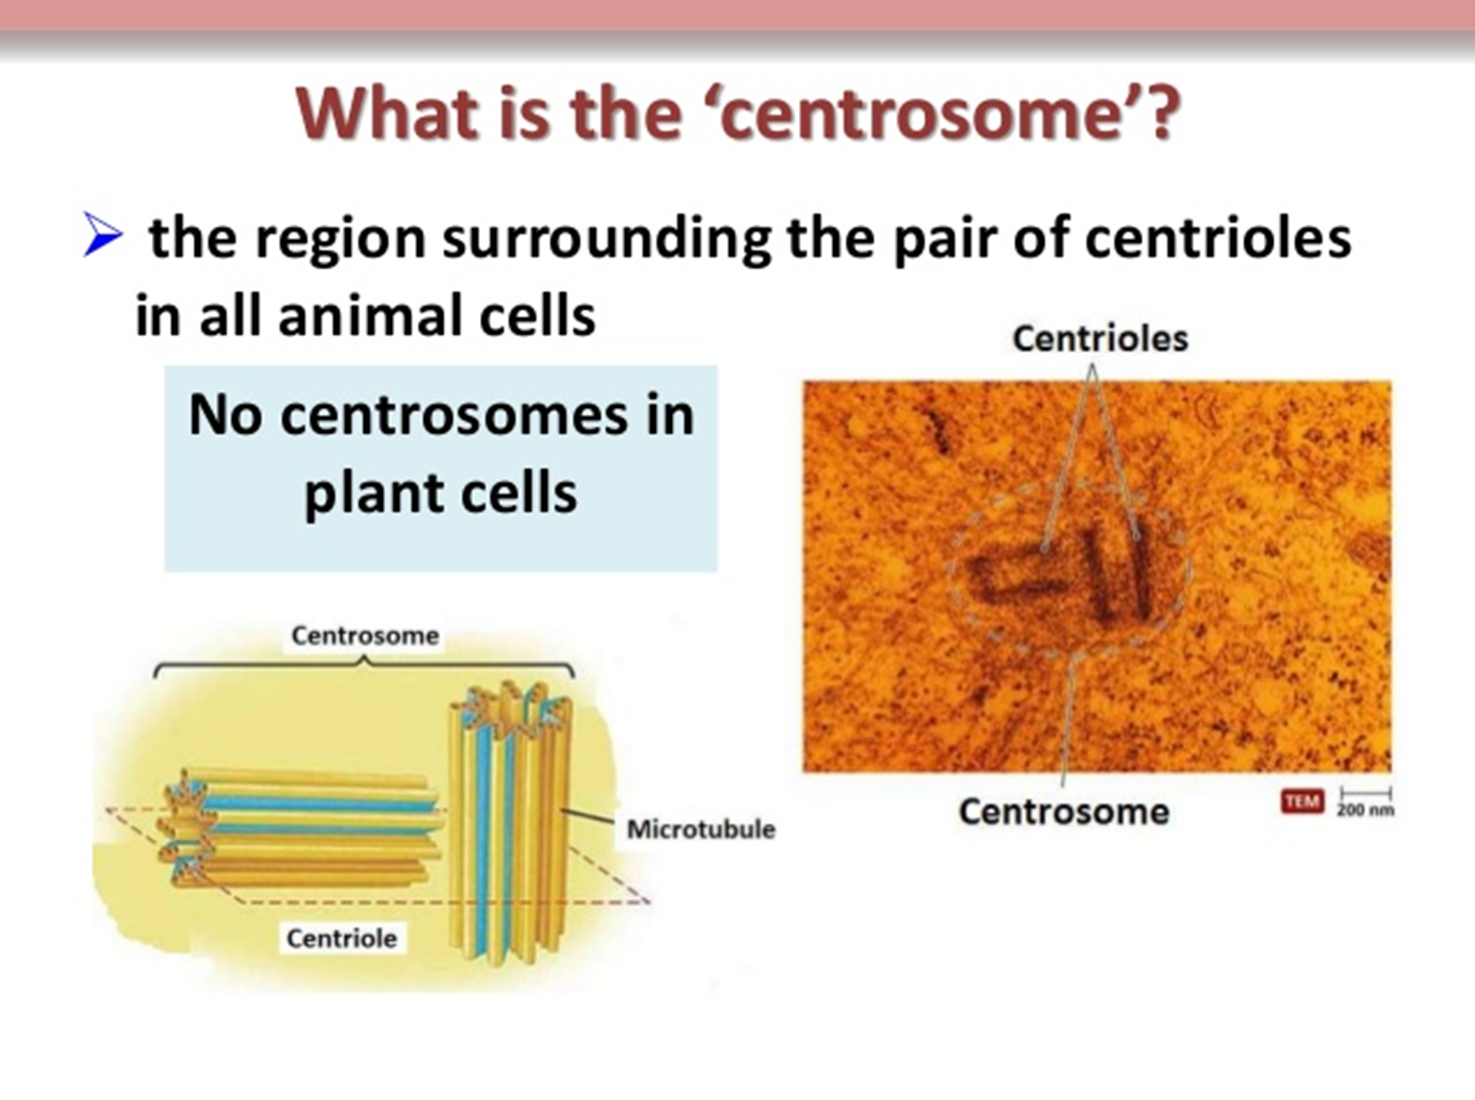 What is the ‘centrosome’?
the region surrounding the pair of centrioles
in all animal cells
No centrosomes in
plant cells
Centrioles
Centrosome
TEM
200 nm
Centrosome
Microtubule
Centriole